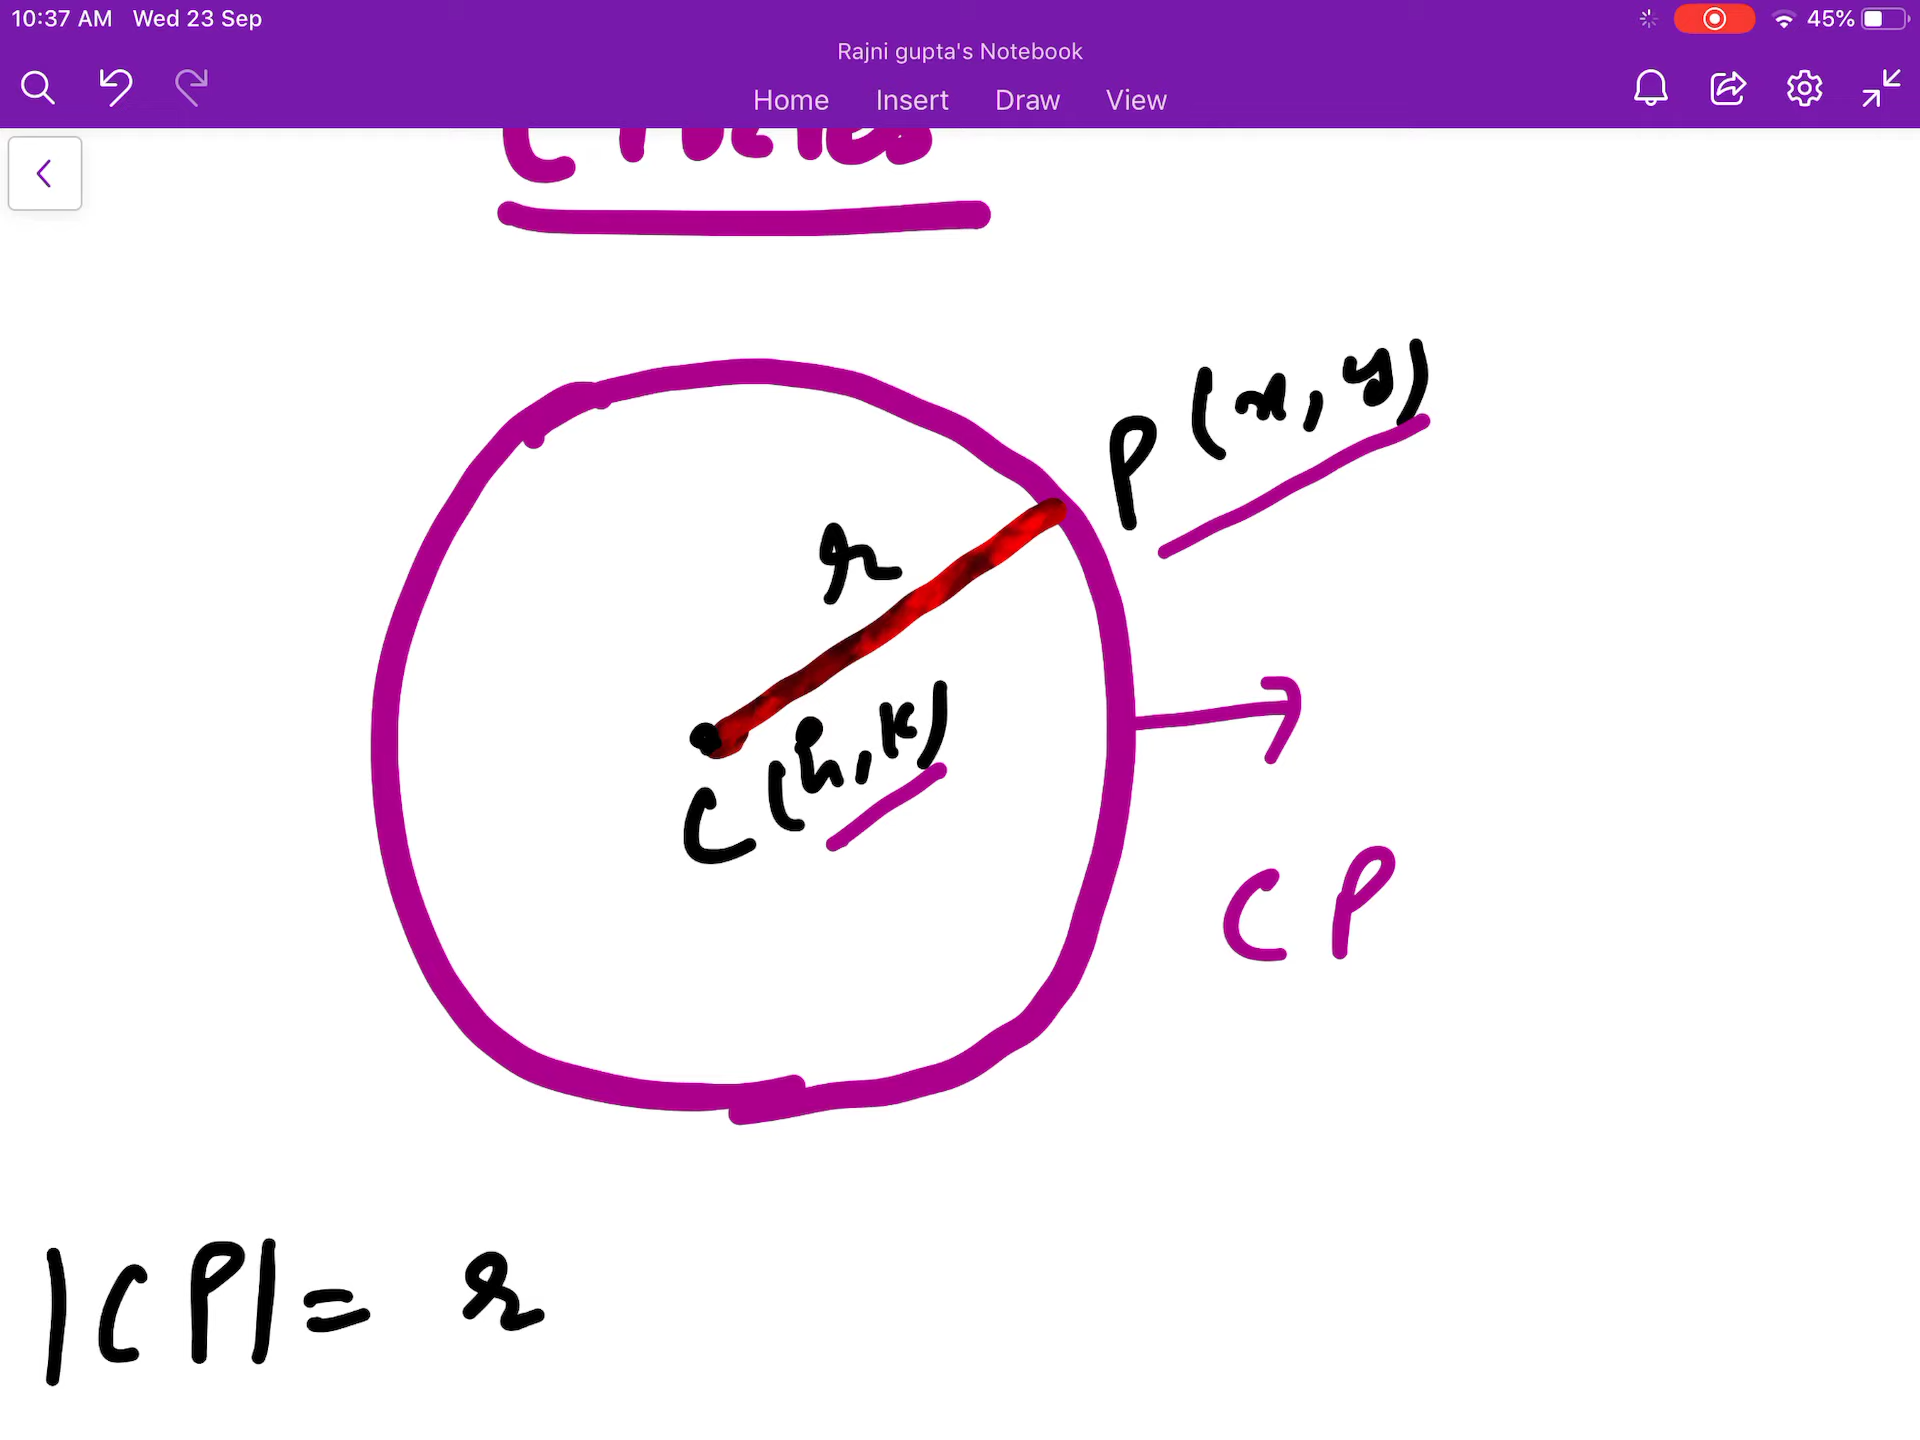 10:37 AM Wed 23 Sep
45%
Rajni gupta's Notebook
Home Insert Draw View
P(x, y)
r
C(h, k)
CP
|CP| = r